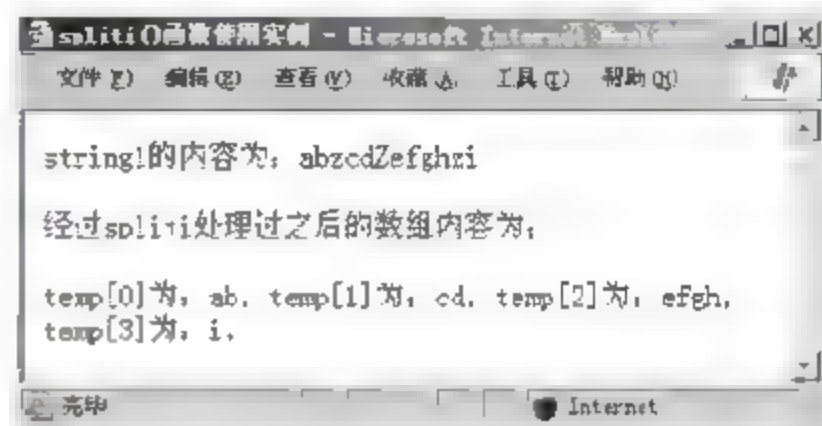 spliti()函数使用实例 - Microsoft Internet
文件(F) 编辑(E) 查看(V) 收藏(A) 工具(T) 帮助(H)
string1的内容为：abzcdZefghzi
经过spliti处理过之后的数组内容为：
temp[0]为：ab，temp[1]为：cd，temp[2]为：efgh，
temp[3]为：i，
完毕
Internet